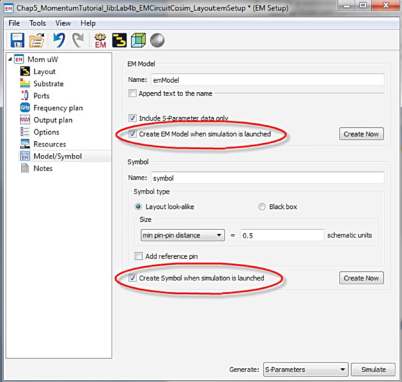 Chap5_MomentumTutorial_lib:Lab4b_EMCircuitCosim_Layout:emSetup * (EM Setup)
File Tools View Help
EM
Mom uW
Layout
Substrate
Ports
GHz Frequency plan
Output plan
Options
Resources
Model/Symbol
Notes
EM Model
Name: emModel
Append text to the name
Include S-Parameter data only
Create EM Model when simulation is launched
Create Now
Symbol
Name: symbol
Symbol type
Layout look-alike
Black box
Size
min pin-pin distance = 0.5 schematic units
Add reference pin
Create Symbol when simulation is launched
Create Now
Generate: S-Parameters Simulate